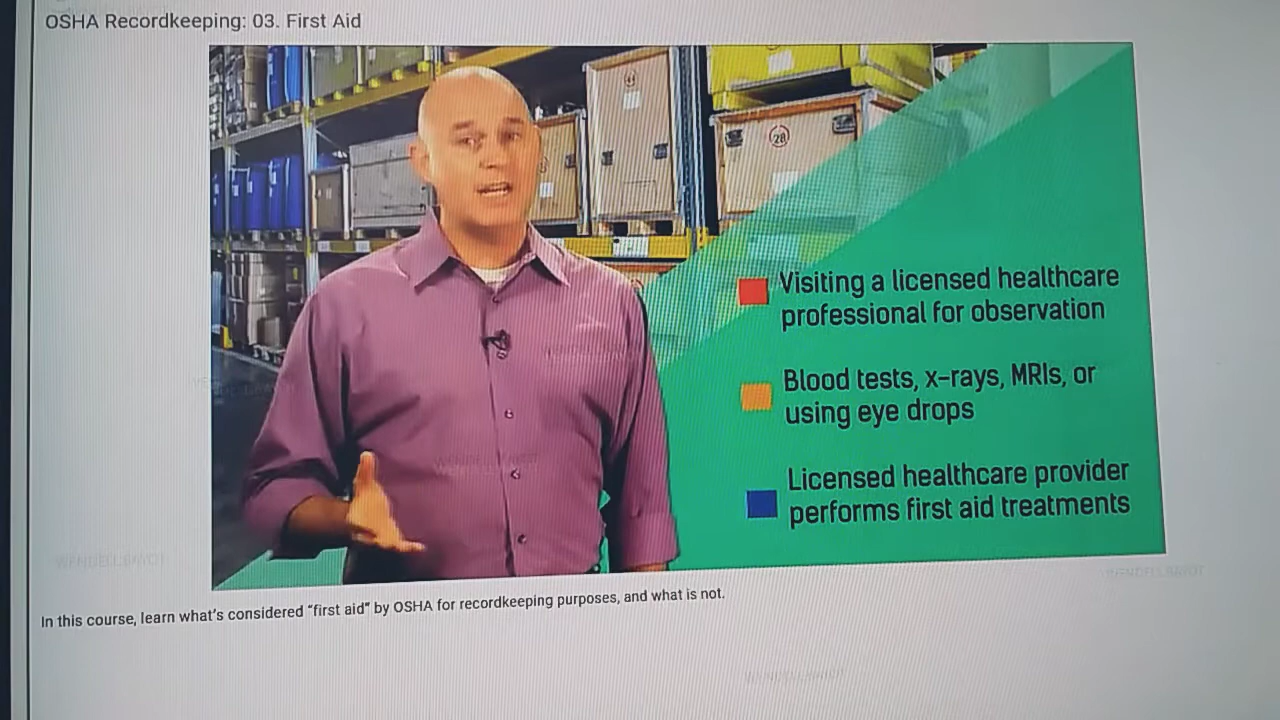 OSHA Recordkeeping: 03. First Aid
28
Visiting a licensed healthcare
professional for observation
Blood tests, x-rays, MRIs, or
using eye drops
Licensed healthcare provider
performs first aid treatments
In this course, learn what's considered "first aid" by OSHA for recordkeeping purposes, and what is not.